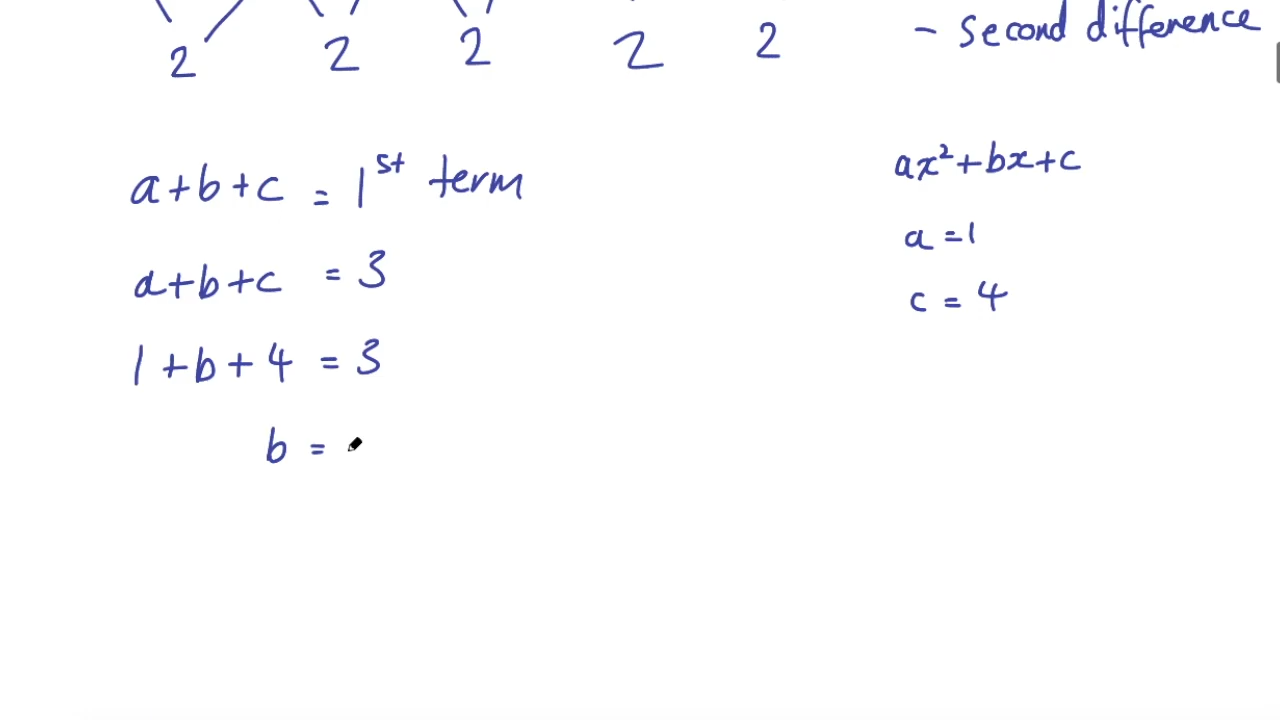 2 2 2 2 2 - second difference
a+b+c = 1st term
a+b+c = 3
1+b+4 = 3
b =
ax²+bx+c
a=1
c = 4